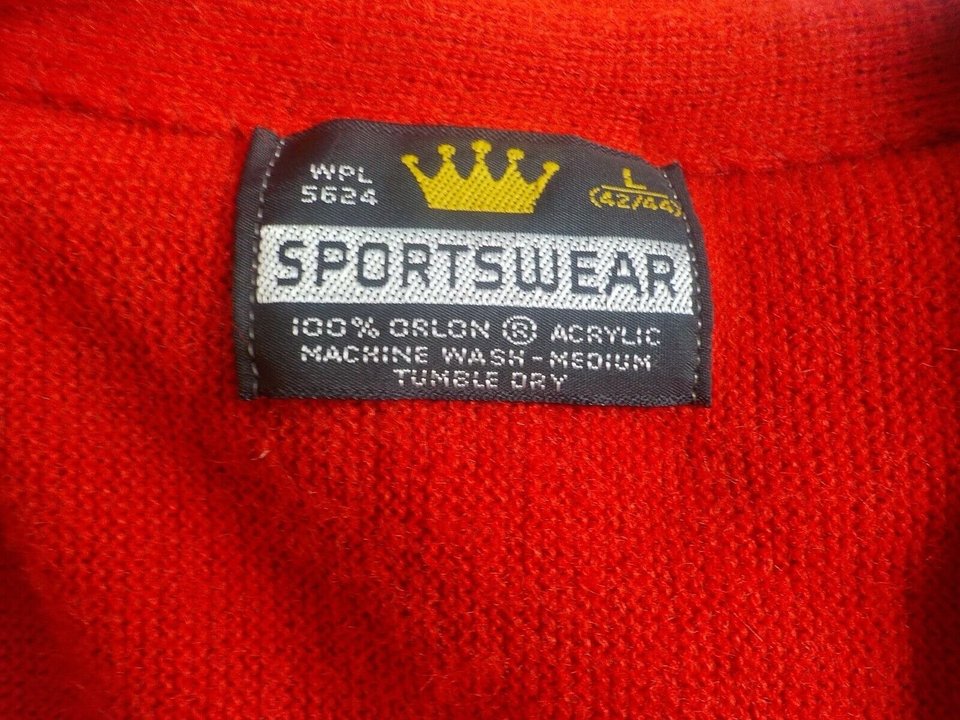 WPL
5624
L
(42/44)
SPORTSWEAR
100% ORLON ® ACRYLIC
MACHINE WASH-MEDIUM
TUMBLE DRY